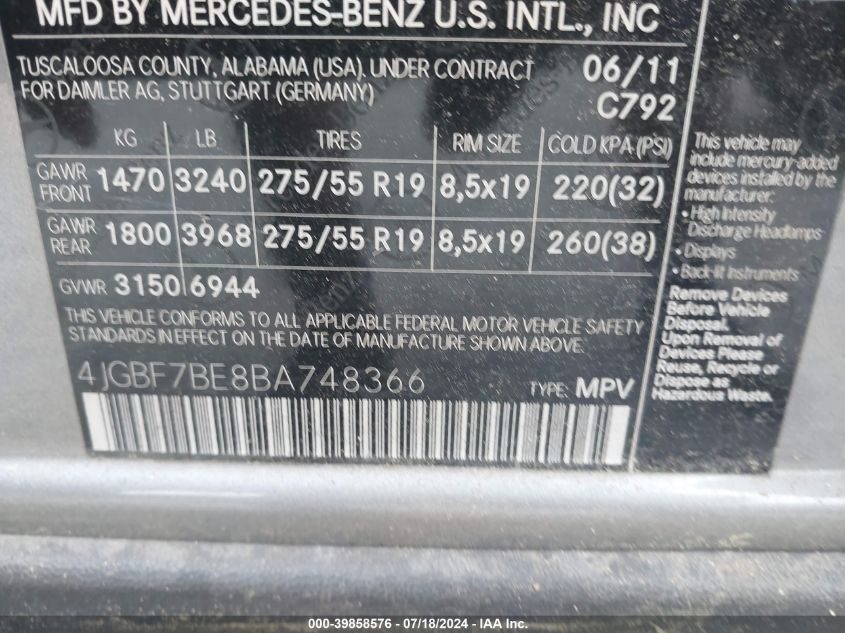 MFD BY MERCEDES-BENZ U.S. INTL., INC
TUSCALOOSA COUNTY, ALABAMA (USA). UNDER CONTRACT 06/11
FOR DAIMLER AG, STUTTGART (GERMANY) C792
KG LB TIRES RIM SIZE COLD KPA (PSI)
GAWR FRONT 1470 3240 275/55 R19 8,5x19 220(32)
GAWR REAR 1800 3968 275/55 R19 8,5x19 260(38)
GVWR 3150 6944
THIS VEHICLE CONFORMS TO ALL APPLICABLE FEDERAL MOTOR VEHICLE SAFETY
STANDARDS IN EFFECT ON THE DATE OF MANUFACTURE SHOWN ABOVE.
4JGBF7BE8BA748366 TYPE: MPV
This vehicle may
include mercury-added
devices installed by the
manufacturer:
• High Intensity
Discharge Headlamps
• Displays
• Back-lit Instruments
Remove Devices
Before Vehicle
Disposal.
Upon Removal of
Devices Please
Reuse, Recycle or
Dispose as
Hazardous Waste.
000-39858576 - 07/18/2024 - IAA Inc.